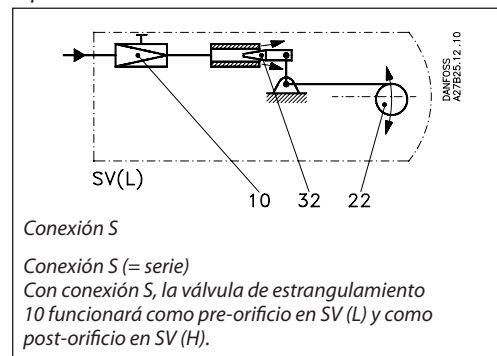 DANFOSS
A27B25.12.10
SV(L)
10 32 22
Conexión S
Conexión S (= serie)
Con conexión S, la válvula de estrangulamiento
10 funcionará como pre-orificio en SV (L) y como
post-orificio en SV (H).